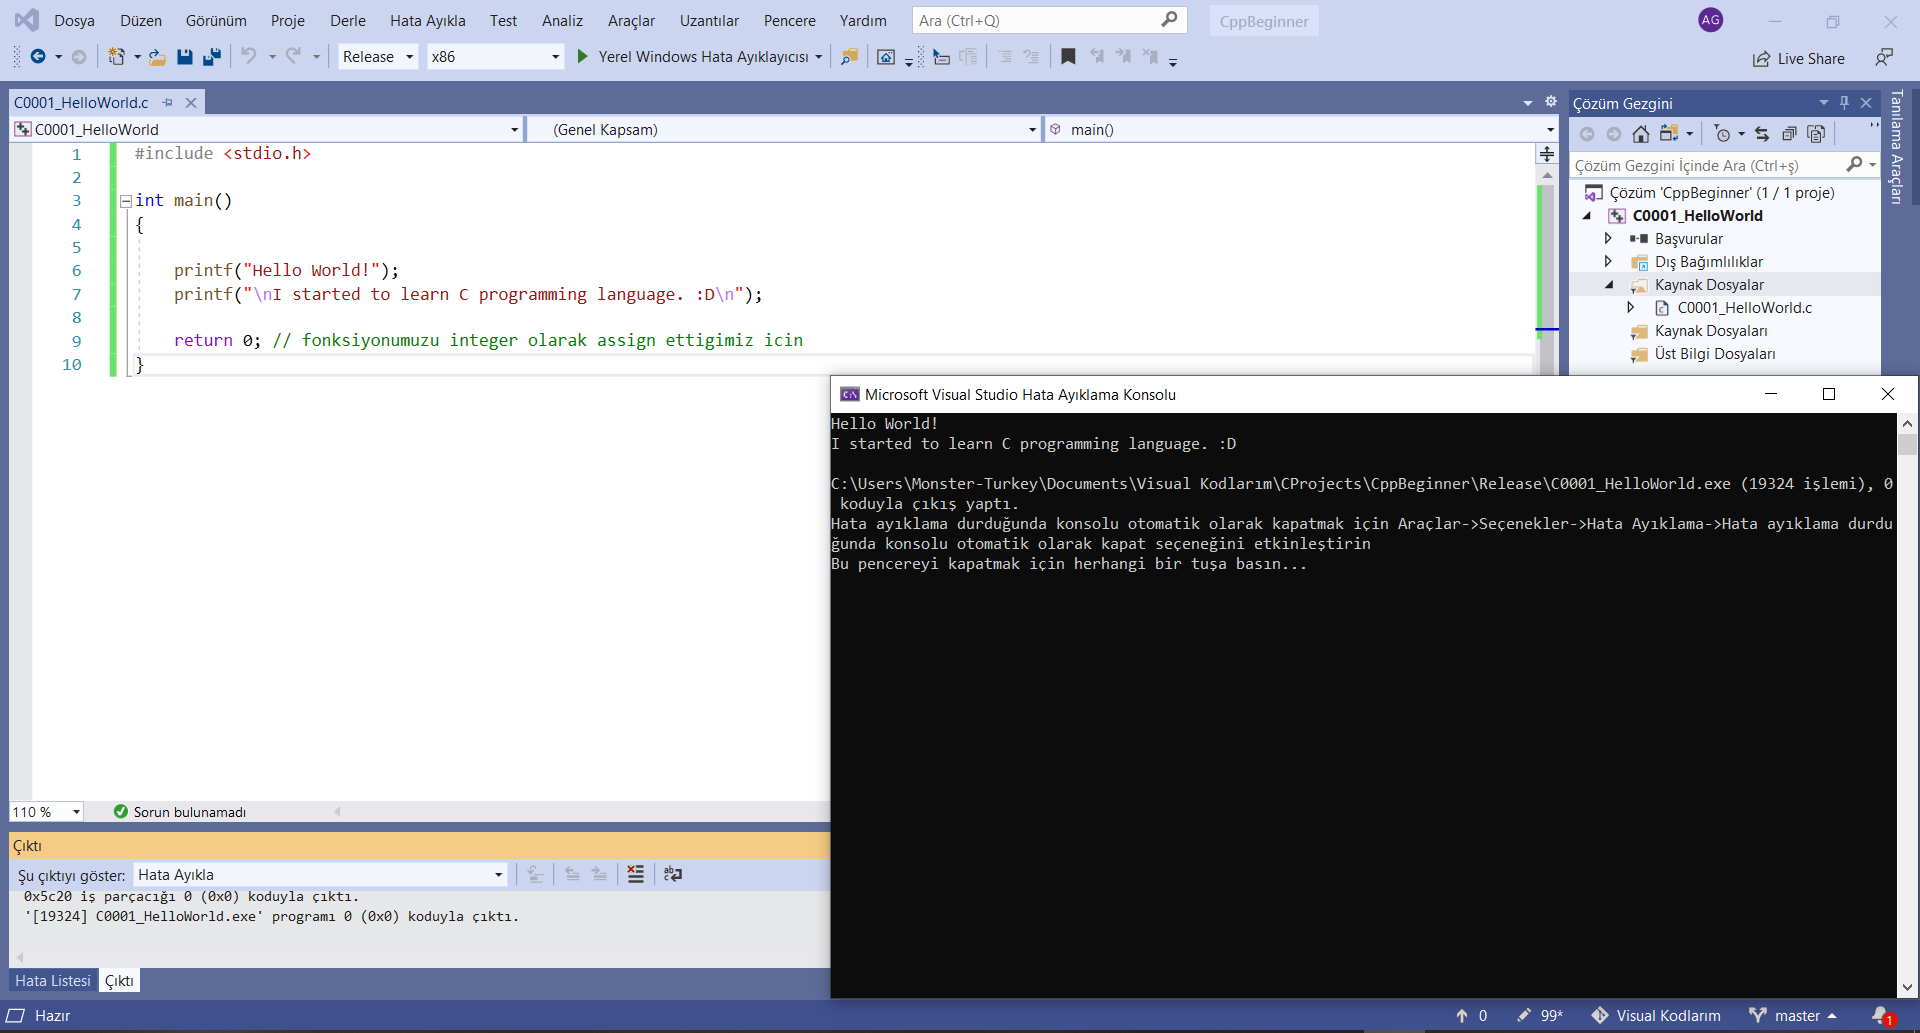 Dosya Düzen Görünüm Proje Derle Hata Ayıkla Test Analiz Araçlar Uzantılar Pencere Yardım Ara (Ctrl+Q) CppBeginner AG
Release x86 Yerel Windows Hata Ayıklayıcısı Live Share
C0001_HelloWorld.c
C0001_HelloWorld (Genel Kapsam) main()
1 #include <stdio.h>
2
3 int main()
4 {
5
6 printf("Hello World!");
7 printf("\nI started to learn C programming language. :D\n");
8
9 return 0; // fonksiyonumuzu integer olarak assign ettigimiz icin
10 }
Çözüm Gezgini
Çözüm Gezgini İçinde Ara (Ctrl+ş)
Çözüm 'CppBeginner' (1 / 1 proje)
C0001_HelloWorld
Başvurular
Dış Bağımlılıklar
Kaynak Dosyalar
C0001_HelloWorld.c
Kaynak Dosyaları
Üst Bilgi Dosyaları
Tanılama Araçları
Microsoft Visual Studio Hata Ayıklama Konsolu
Hello World!
I started to learn C programming language. :D
C:\Users\Monster-Turkey\Documents\Visual Kodlarım\CProjects\CppBeginner\Release\C0001_HelloWorld.exe (19324 işlemi), 0
koduyla çıkış yaptı.
Hata ayıklama durduğunda konsolu otomatik olarak kapatmak için Araçlar->Seçenekler->Hata Ayıklama->Hata ayıklama durdu
ğunda konsolu otomatik olarak kapat seçeneğini etkinleştirin
Bu pencereyi kapatmak için herhangi bir tuşa basın...
110 % Sorun bulunamadı
Çıktı
Şu çıktıyı göster: Hata Ayıkla
0x5c20 iş parçacığı 0 (0x0) koduyla çıktı.
'[19324] C0001_HelloWorld.exe' programı 0 (0x0) koduyla çıktı.
Hata Listesi Çıktı
Hazır 0 99* Visual Kodlarım master 1